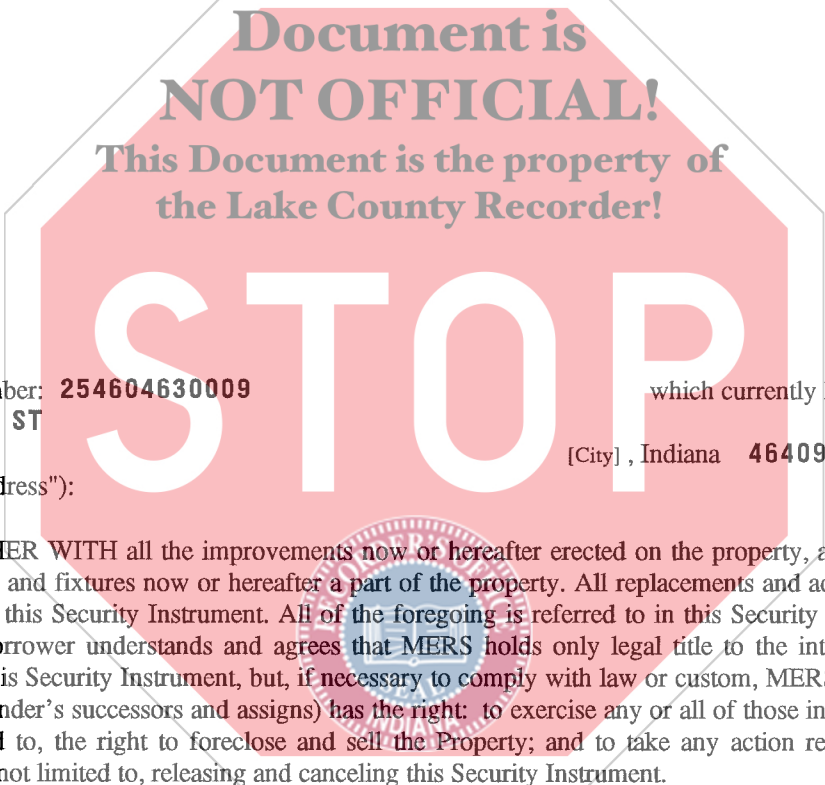 Document is
NOT OFFICIAL!
This Document is the property of
the Lake County Recorder!
STOP
ber: 254604630009 which currently
ST
[City] , Indiana 46409
dress"):
ER WITH all the improvements now or hereafter erected on the property, a
and fixtures now or hereafter a part of the property. All replacements and ad
this Security Instrument. All of the foregoing is referred to in this Security
orrower understands and agrees that MERS holds only legal title to the int
is Security Instrument, but, if necessary to comply with law or custom, MERS
nder's successors and assigns) has the right: to exercise any or all of those in
d to, the right to foreclose and sell the Property; and to take any action re
not limited to, releasing and canceling this Security Instrument.
RECORDER'S OFFICE
SEAL
INDIANA